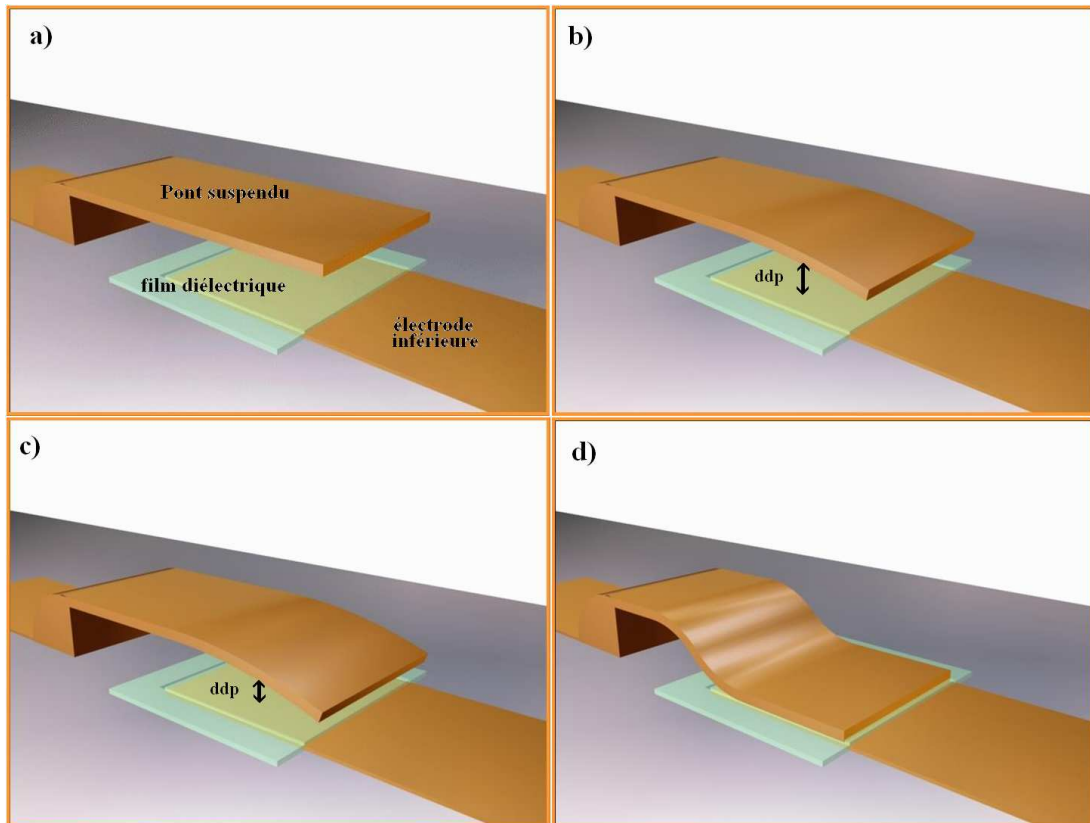 a)
Pont suspendu
film diélectrique
électrode
inférieure
b)
ddp
c)
ddp
d)